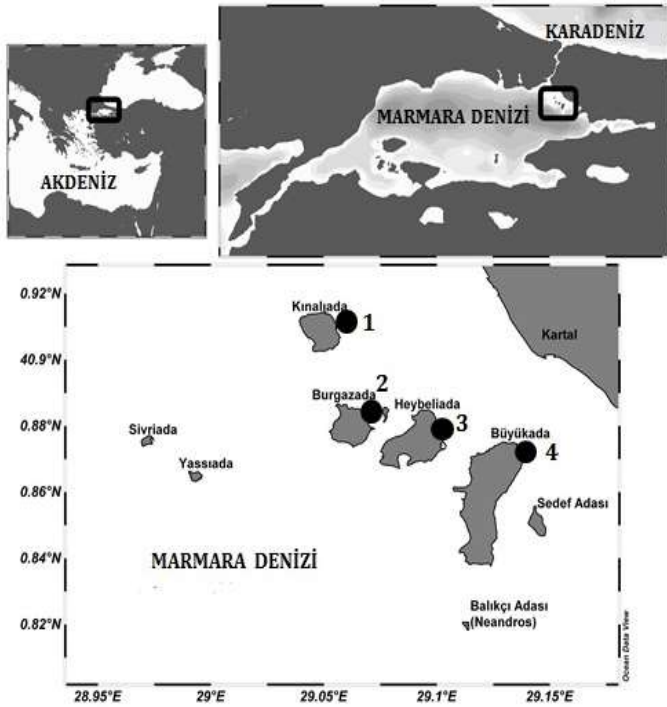 KARADENİZ
MARMARA DENİZİ
AKDENİZ
0.92°N
40.9°N
0.88°N
0.86°N
0.84°N
0.82°N
Kınalıada
1
Kartal
2
Burgazada
Heybeliada
3
Büyükada
4
Sivriada
Yassıada
Sedef Adası
MARMARA DENİZİ
Balıkçı Adası
(Neandros)
Ocean Data View
28.95°E
29°E
29.05°E
29.1°E
29.15°E